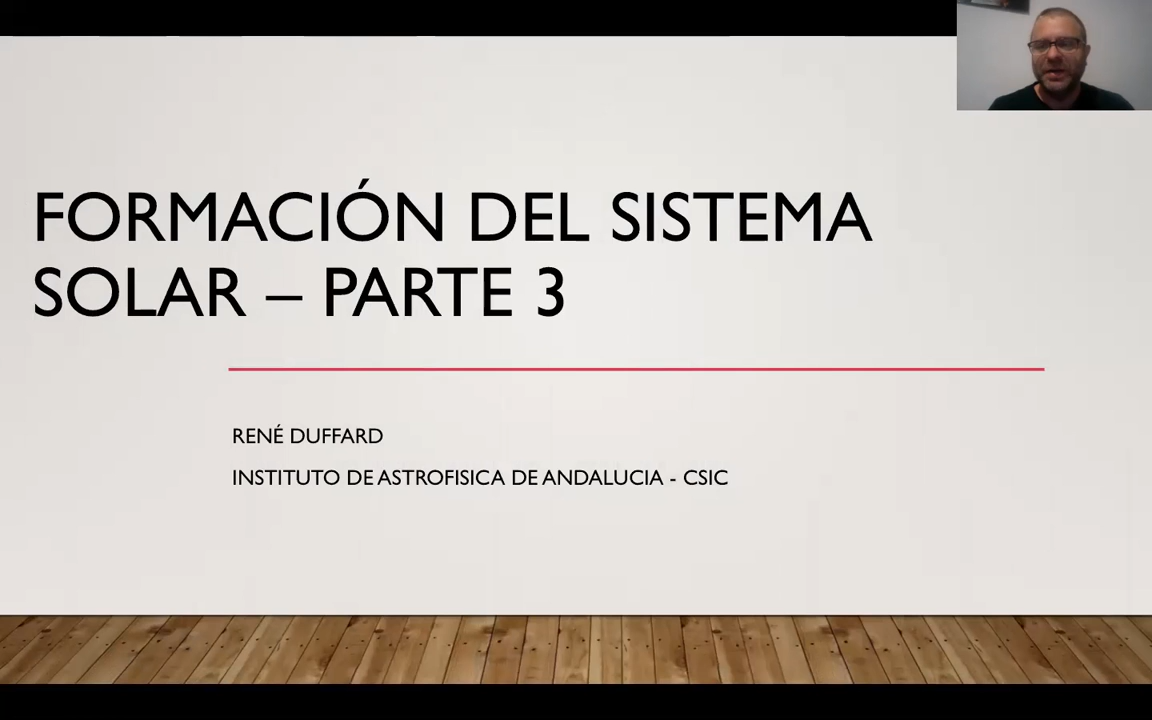 FORMACIÓN DEL SISTEMA
SOLAR – PARTE 3
RENÉ DUFFARD
INSTITUTO DE ASTROFISICA DE ANDALUCIA - CSIC